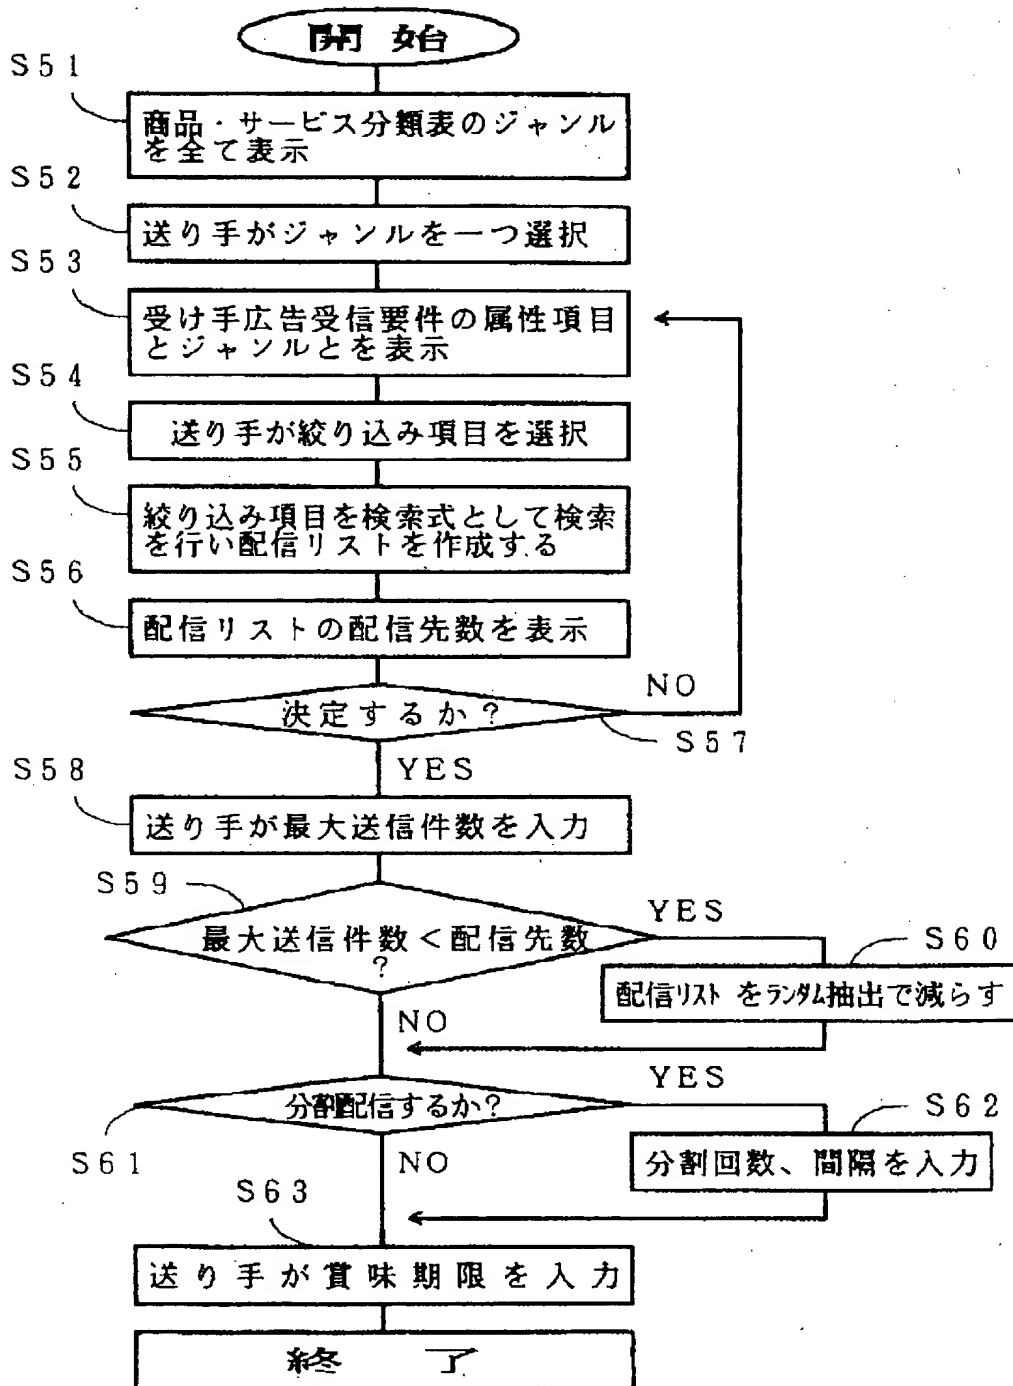 開始
S51
商品・サービス分類表のジャンル
を全て表示
S52
送り手がジャンルを一つ選択
S53
受け手広告受信要件の属性項目
とジャンルとを表示
S54
送り手が絞り込み項目を選択
S55
絞り込み項目を検索式として検索
を行い配信リストを作成する
S56
配信リストの配信先数を表示
決定するか?
NO
S57
YES
S58
送り手が最大送信件数を入力
S59
最大送信件数<配信先数
?
YES
S60
配信リストをランダム抽出で減らす
NO
分割配信するか?
YES
S61
S62
分割回数、間隔を入力
NO
S63
送り手が賞味期限を入力
終了